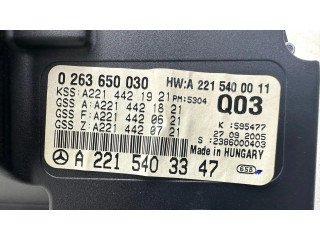 0 263 650 030 HW:A 221 540 00 11
KSS:A221 442 19 21 PM:5304 Q03
GSS A:A221 442 18 21
GSS F:A221 442 06 21 K :595477
GSS Z:A221 442 07 21 27 09 2005
S :2386000403
A 221 540 33 47 Made in HUNGARY
658